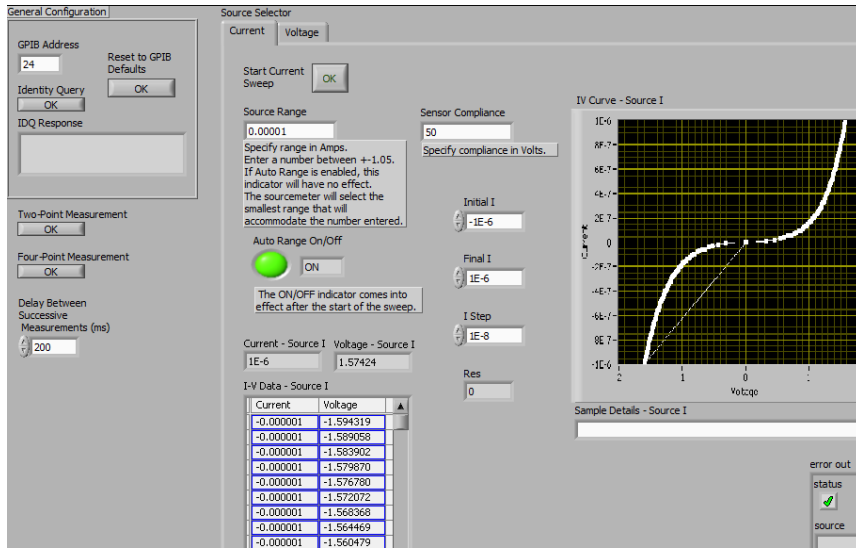 General Configuration
GPIB Address
24
Reset to GPIB
Defaults
OK
Identity Query
OK
IDQ Response
Two-Point Measurement
OK
Four-Point Measurement
OK
Delay Between
Successive
Measurements (ms)
200
Source Selector
Current
Voltage
Start Current
Sweep
OK
Source Range
0.00001
Specify range in Amps.
Enter a number between +-1.05.
If Auto Range is enabled, this
indicator will have no effect.
The sourcemeter will select the
smallest range that will
accommodate the number entered.
Auto Range On/Off
ON
The ON/OFF indicator comes into
effect after the start of the sweep.
Sensor Compliance
50
Specify compliance in Volts.
Initial I
-1E-6
Final I
1E-6
I Step
1E-8
Res
0
Current - Source I
Voltage - Source I
1E-6
1.57424
I-V Data - Source I
Current Voltage
-0.000001 -1.594319
-0.000001 -1.589058
-0.000001 -1.583902
-0.000001 -1.579870
-0.000001 -1.576780
-0.000001 -1.572072
-0.000001 -1.568368
-0.000001 -1.564469
-0.000001 -1.560479
IV Curve - Source I
1E-6
8E-7
6E-7
4E-7
2E-7
0
-2E-7
-4E-7
-6E-7
-8E-7
-1E-6
Current
2 1 0 1
Voltage
Sample Details - Source I
error out
status
source